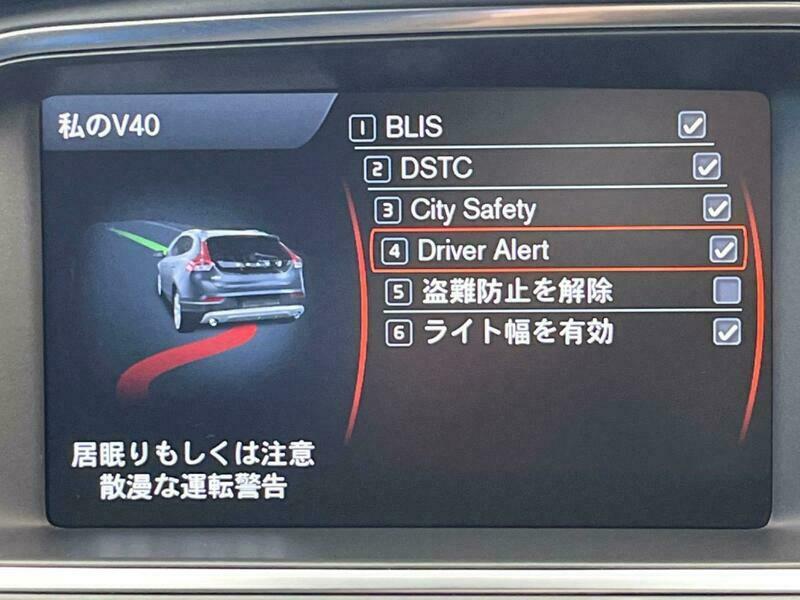 私のV40
1 BLIS
2 DSTC
3 City Safety
4 Driver Alert
5 盗難防止を解除
6 ライト幅を有効
居眠りもしくは注意
散漫な運転警告